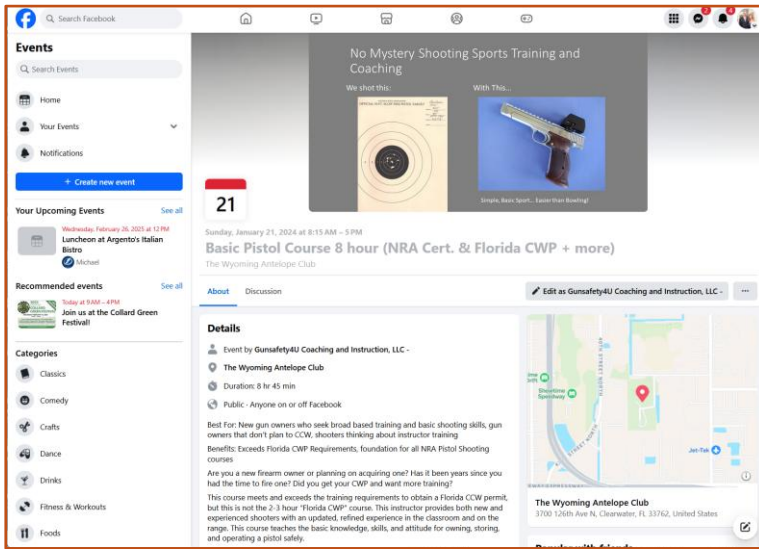 Search Facebook
2
4
Events
Search Events
Home
Your Events
Notifications
+ Create new event
Your Upcoming Events
See all
Wednesday, February 26, 2025 at 12 PM
Luncheon at Argento's Italian
Bistro
Michael
Recommended events
See all
Today at 9 AM – 4 PM
Join us at the Collard Green
Festival!
Categories
Classics
Comedy
Crafts
Dance
Drinks
Fitness & Workouts
Foods
No Mystery Shooting Sports Training and
Coaching
We shot this:
With This...
Simple, Basic Sport... Easier than Bowling!
21
Sunday, January 21, 2024 at 8:15 AM – 5 PM
Basic Pistol Course 8 hour (NRA Cert. & Florida CWP + more)
The Wyoming Antelope Club
About
Discussion
Edit as Gunsafety4U Coaching and Instruction, LLC -
Details
Event by Gunsafety4U Coaching and Instruction, LLC -
The Wyoming Antelope Club
Duration: 8 hr 45 min
Public · Anyone on or off Facebook
Best For: New gun owners who seek broad based training and basic shooting skills, gun
owners that don't plan to CCW, shooters thinking about instructor training
Benefits: Exceeds Florida CWP Requirements, foundation for all NRA Pistol Shooting
courses
Are you a new firearm owner or planning on acquiring one? Has it been years since you
had the time to fire one? Did you get your CWP and want more training?
This course meets and exceeds the training requirements to obtain a Florida CCW permit,
but this is not the 2-3 hour "Florida CWP" course. This instructor provides both new and
experienced shooters with an updated, refined experience in the classroom and on the
range. This course teaches the basic knowledge, skills, and attitude for owning, storing,
and operating a pistol safely.
Showtime
Speedway
Jet-Tak
STREET NORTH
The Wyoming Antelope Club
3700 126th Ave N, Clearwater, FL 33762, United States